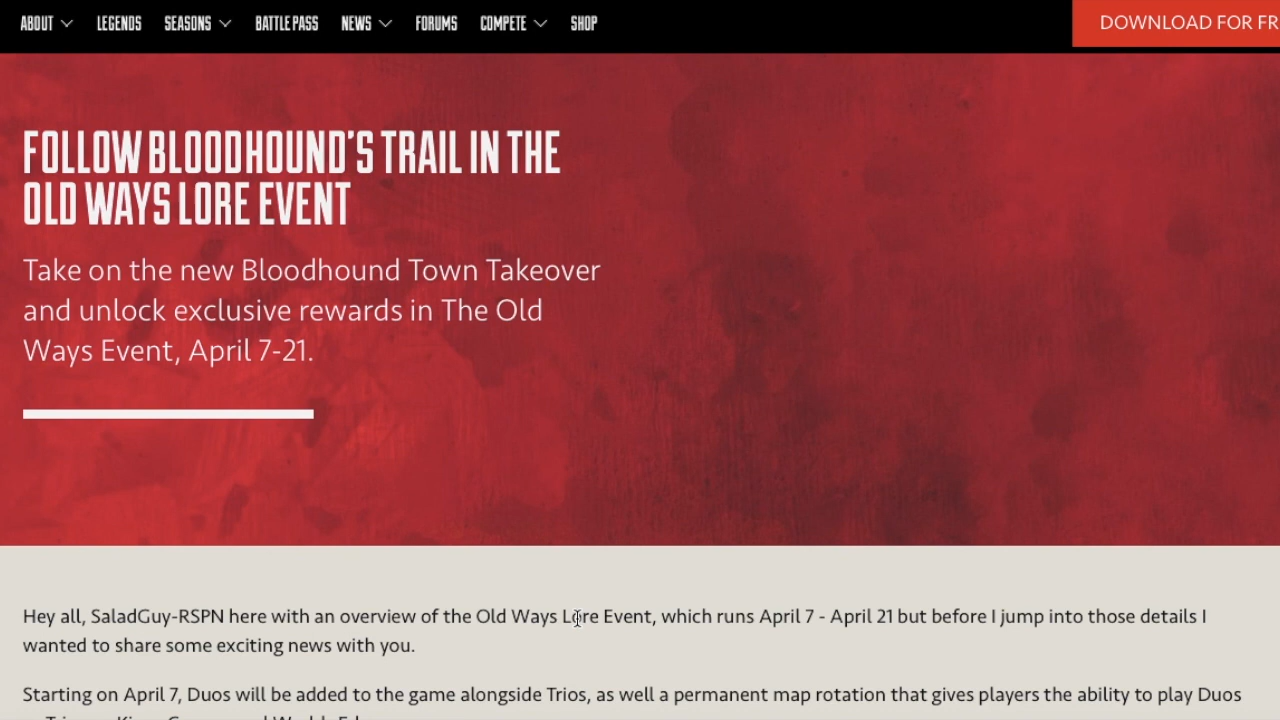 ABOUT LEGENDS SEASONS BATTLE PASS NEWS FORUMS COMPETE SHOP DOWNLOAD FOR FR
FOLLOW BLOODHOUND'S TRAIL IN THE
OLD WAYS LORE EVENT
Take on the new Bloodhound Town Takeover
and unlock exclusive rewards in The Old
Ways Event, April 7-21.
Hey all, SaladGuy-RSPN here with an overview of the Old Ways Lore Event, which runs April 7 - April 21 but before I jump into those details I
wanted to share some exciting news with you.
Starting on April 7, Duos will be added to the game alongside Trios, as well a permanent map rotation that gives players the ability to play Duos